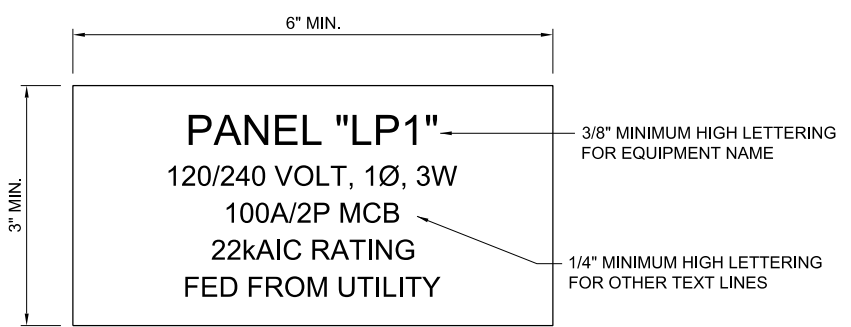 6" MIN.
3" MIN.
PANEL "LP1"
120/240 VOLT, 1Ø, 3W
100A/2P MCB
22kAIC RATING
FED FROM UTILITY
3/8" MINIMUM HIGH LETTERING
FOR EQUIPMENT NAME
1/4" MINIMUM HIGH LETTERING
FOR OTHER TEXT LINES